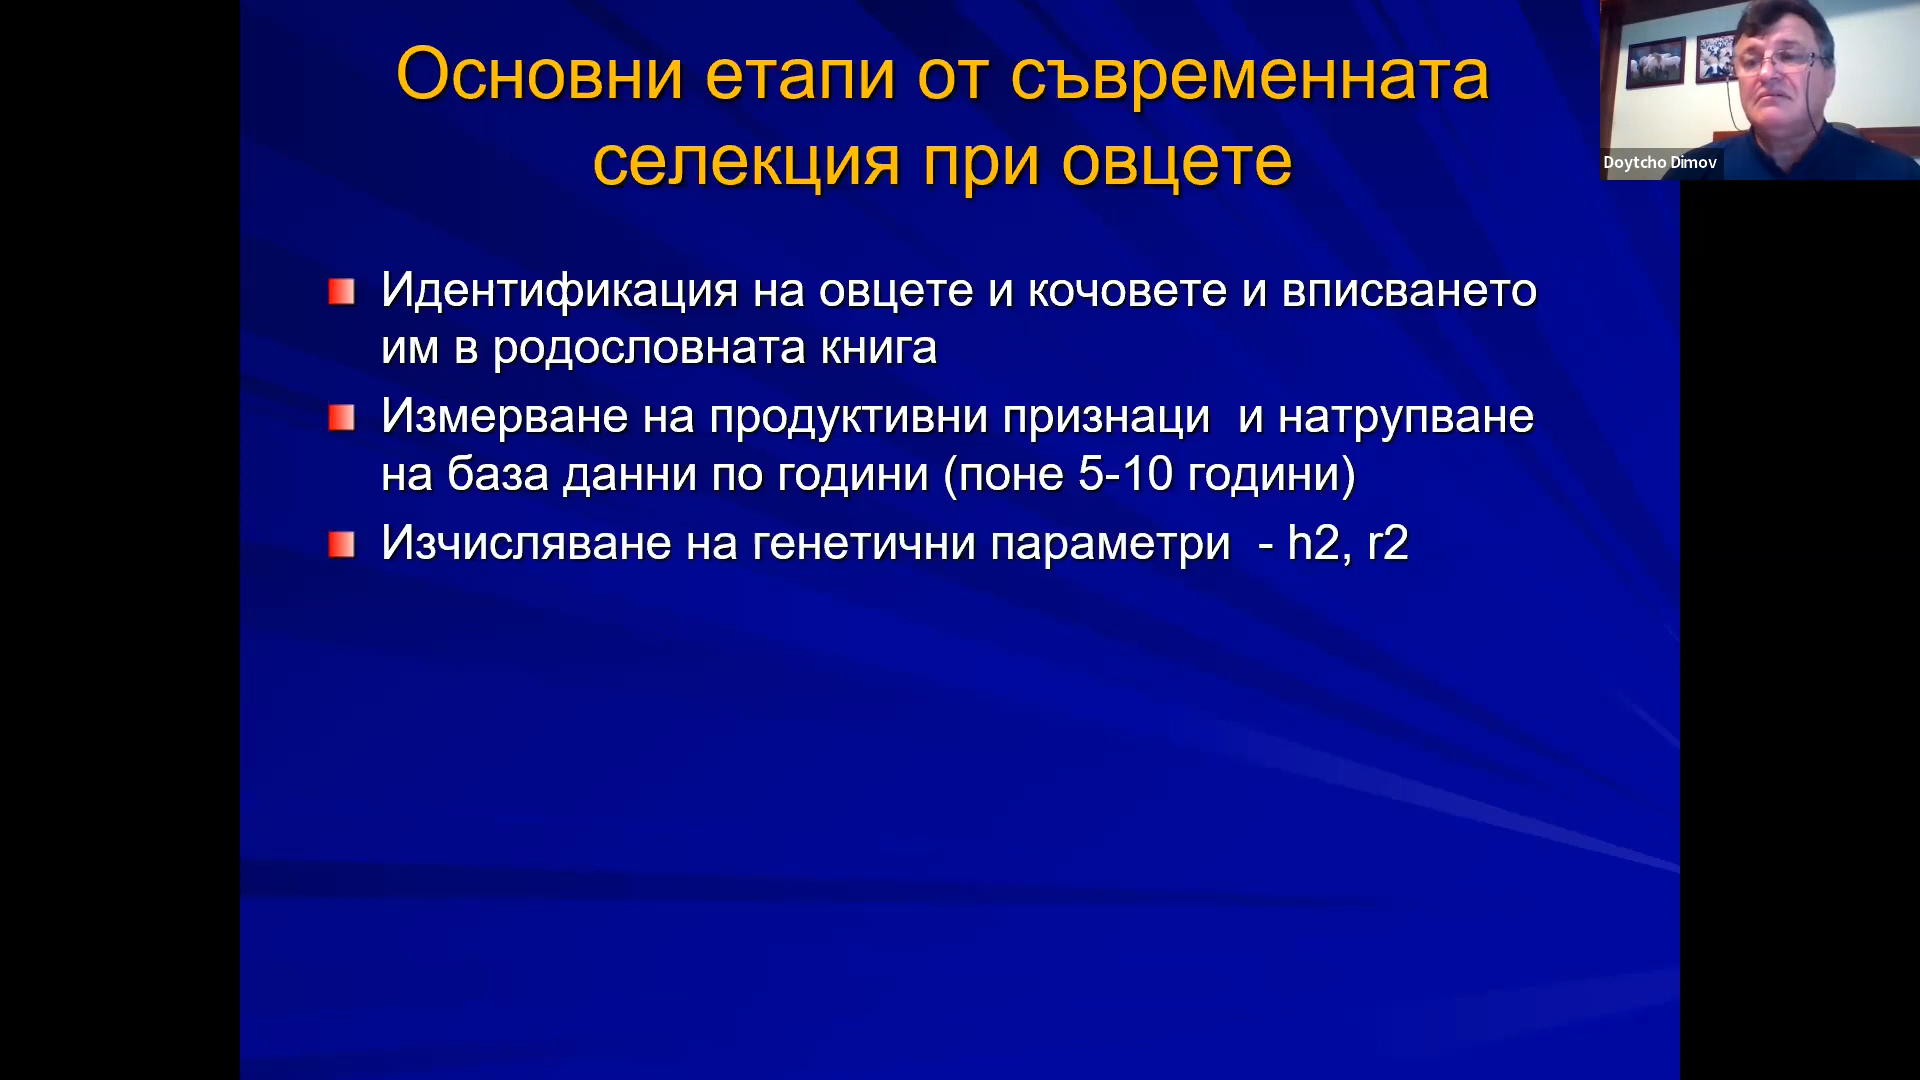 Основни етапи от съвременната
селекция при овцете
Идентификация на овцете и кочовете и вписването
им в родословната книга
Измерване на продуктивни признаци и натрупване
на база данни по години (поне 5-10 години)
Изчисляване на генетични параметри - h2, r2
Doytcho Dimov